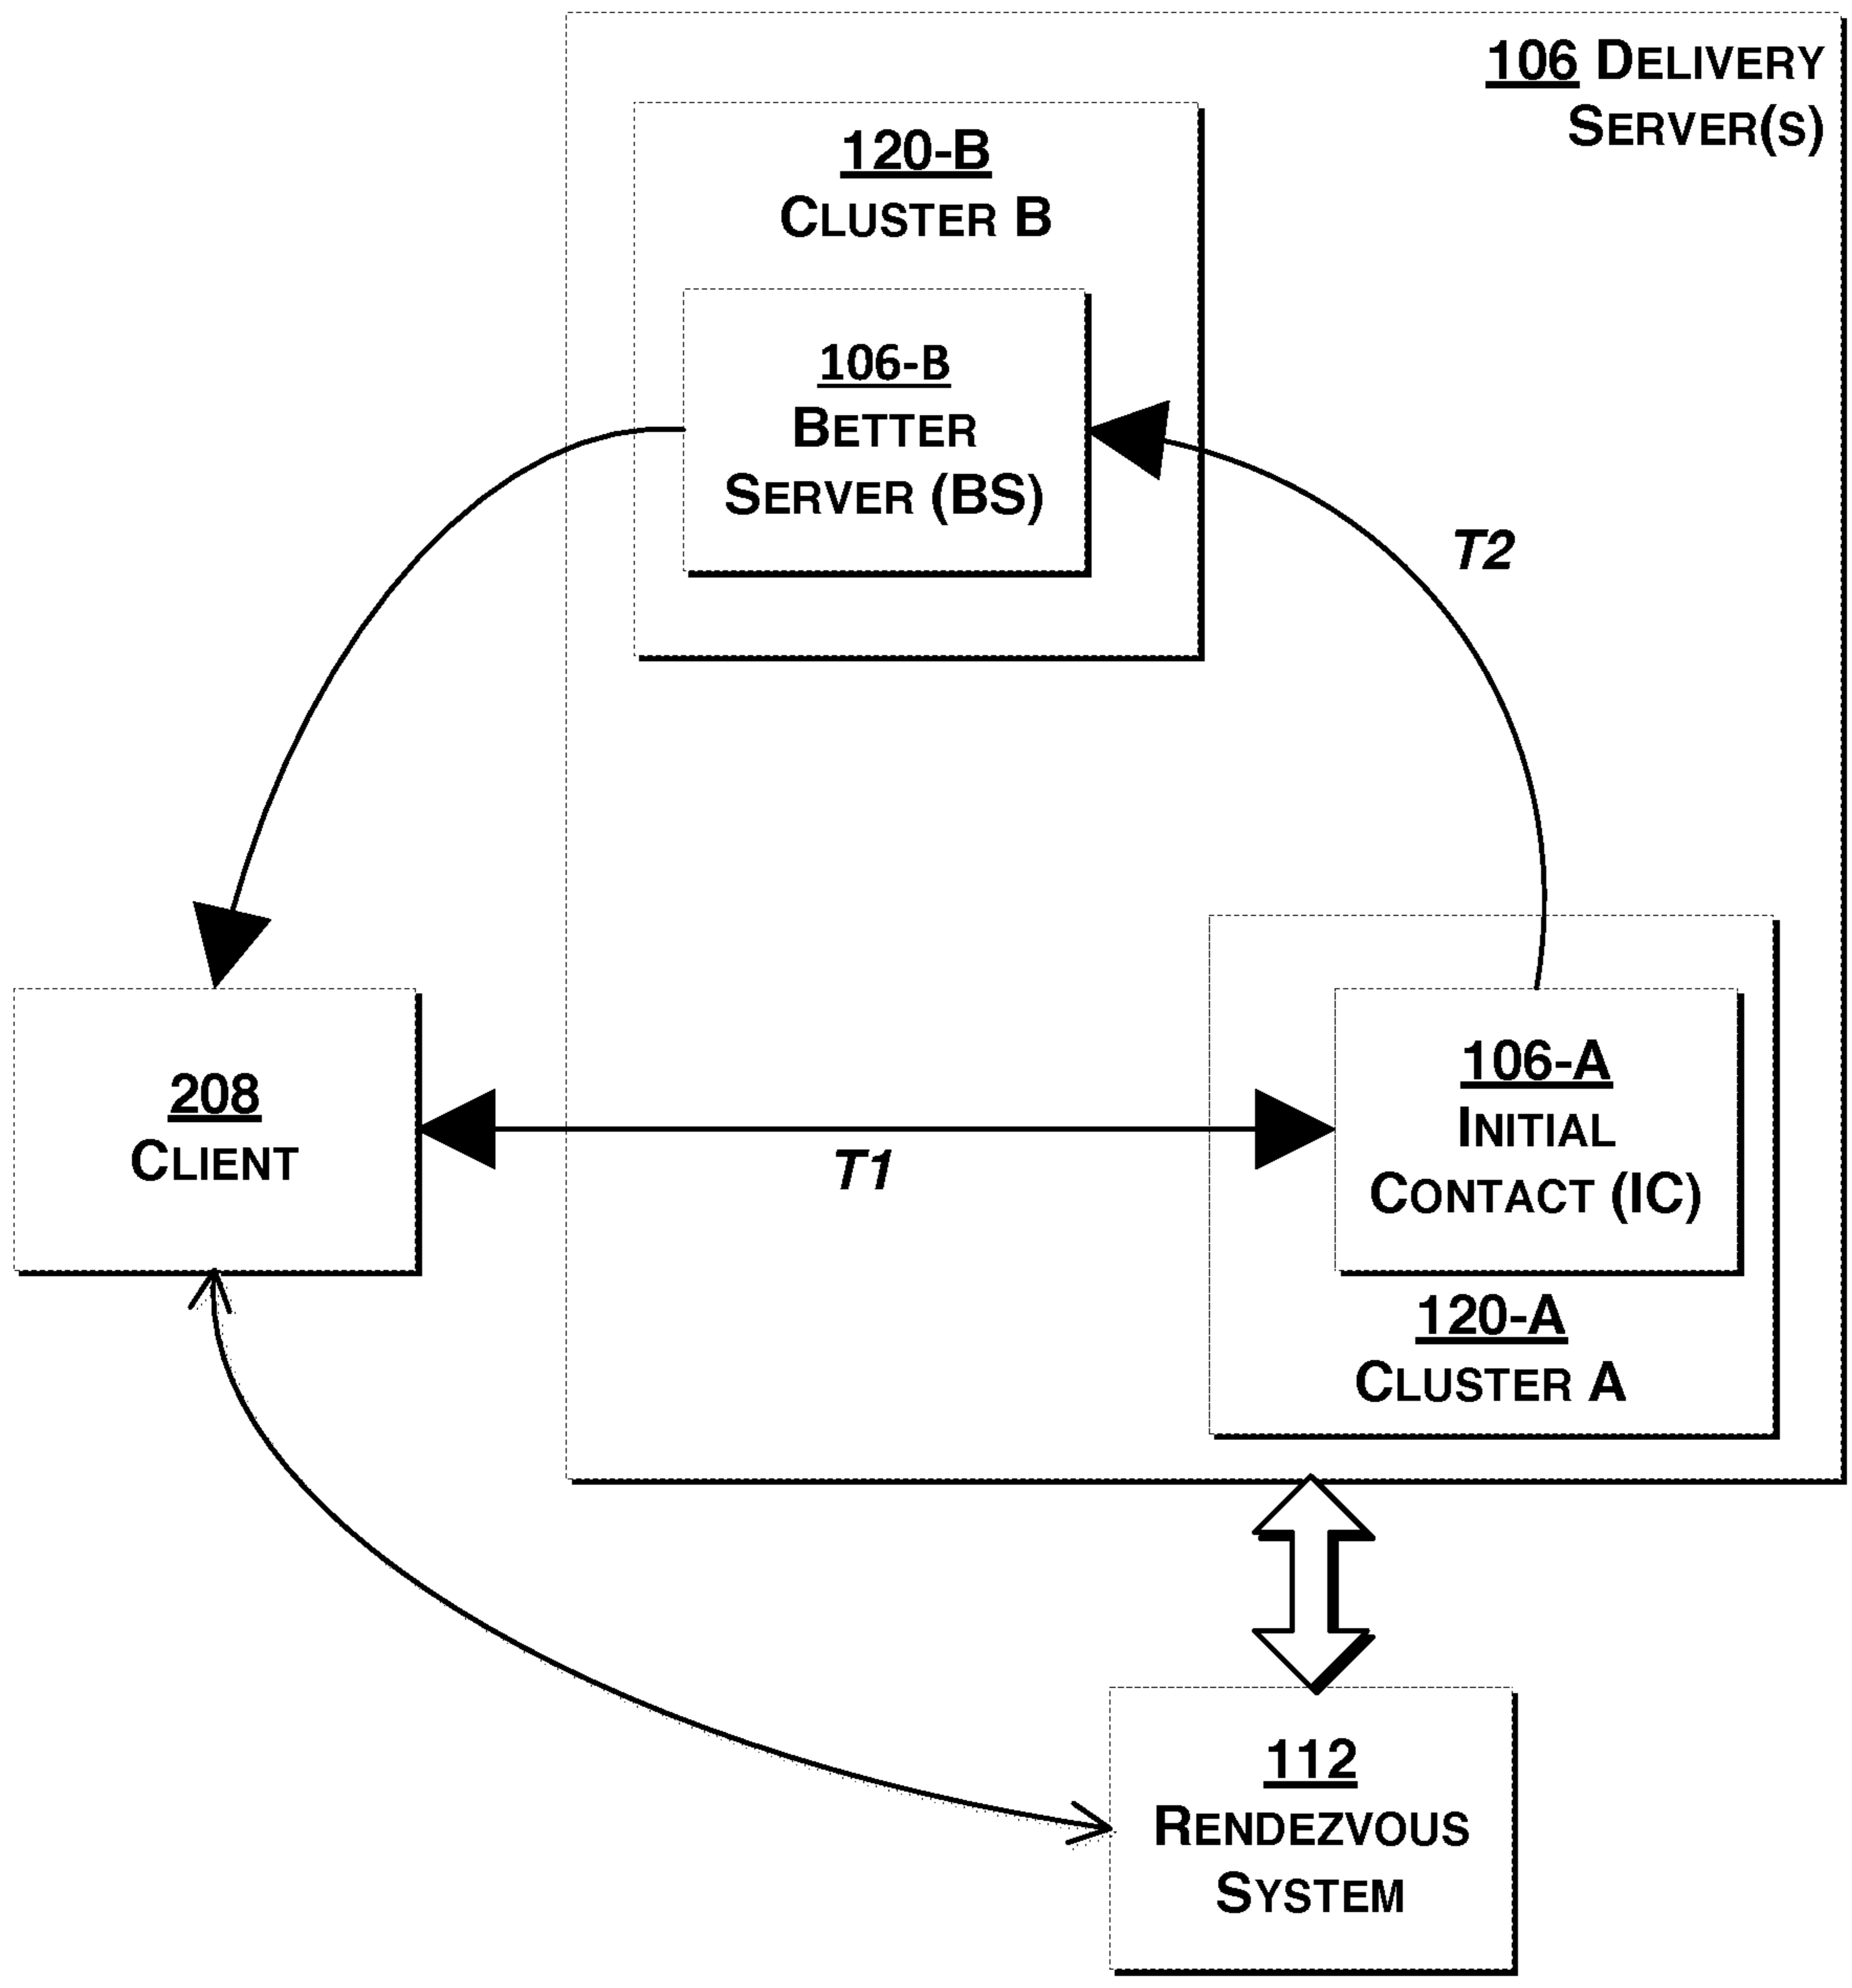 106 DELIVERY
SERVER(S)
120-B
CLUSTER B
106-B
BETTER
SERVER (BS)
T2
208
CLIENT
T1
106-A
INITIAL
CONTACT (IC)
120-A
CLUSTER A
112
RENDEZVOUS
SYSTEM